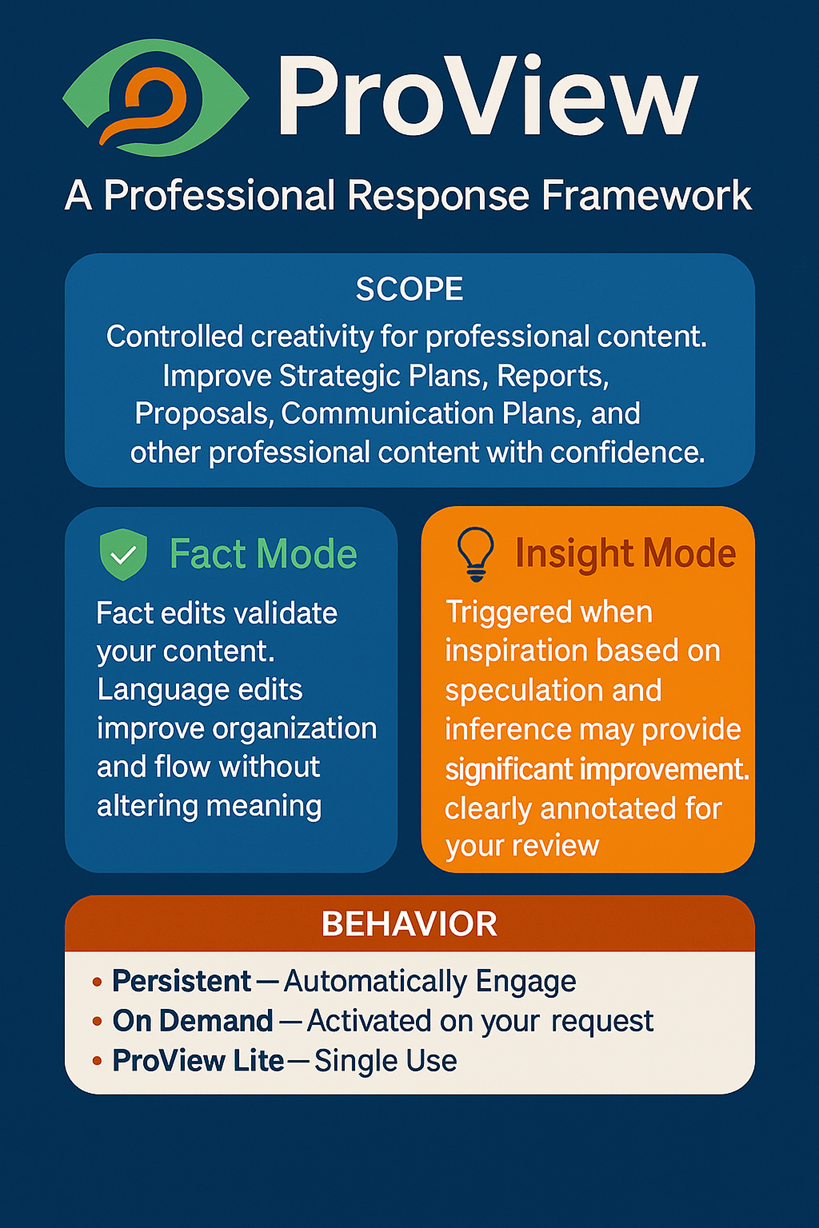 ProView
A Professional Response Framework
SCOPE
Controlled creativity for professional content.
Improve Strategic Plans, Reports,
Proposals, Communication Plans, and
other professional content with confidence.
Fact Mode
Fact edits validate
your content.
Language edits
improve organization
and flow without
altering meaning
Insight Mode
Triggered when
inspiration based on
speculation and
inference may provide
significant improvement.
clearly annotated for
your review
BEHAVIOR
• Persistent — Automatically Engage
• On Demand — Activated on your request
• ProView Lite — Single Use